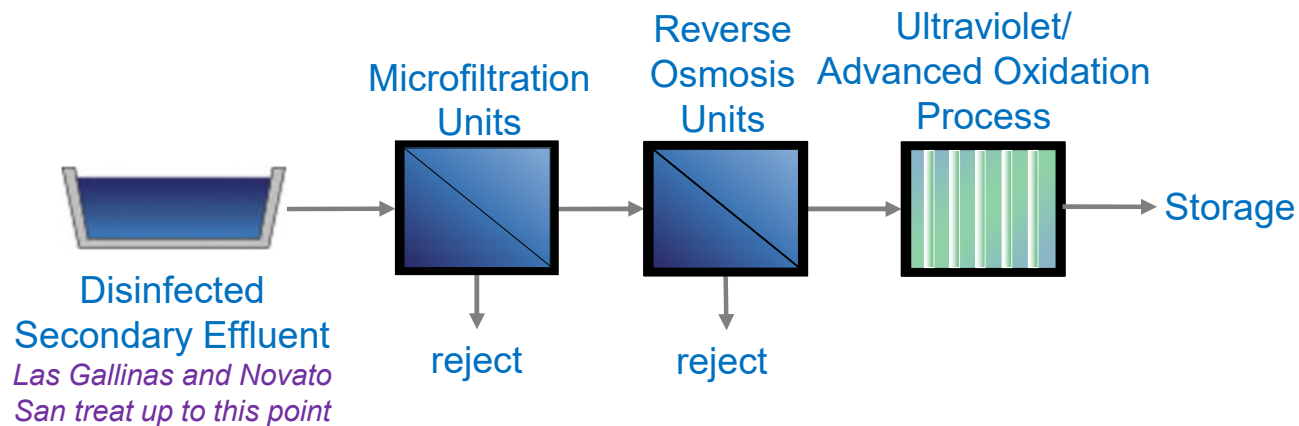 Disinfected
Secondary Effluent
Las Gallinas and Novato
San treat up to this point
Microfiltration
Units
reject
Reverse
Osmosis
Units
reject
Ultraviolet/
Advanced Oxidation
Process
Storage